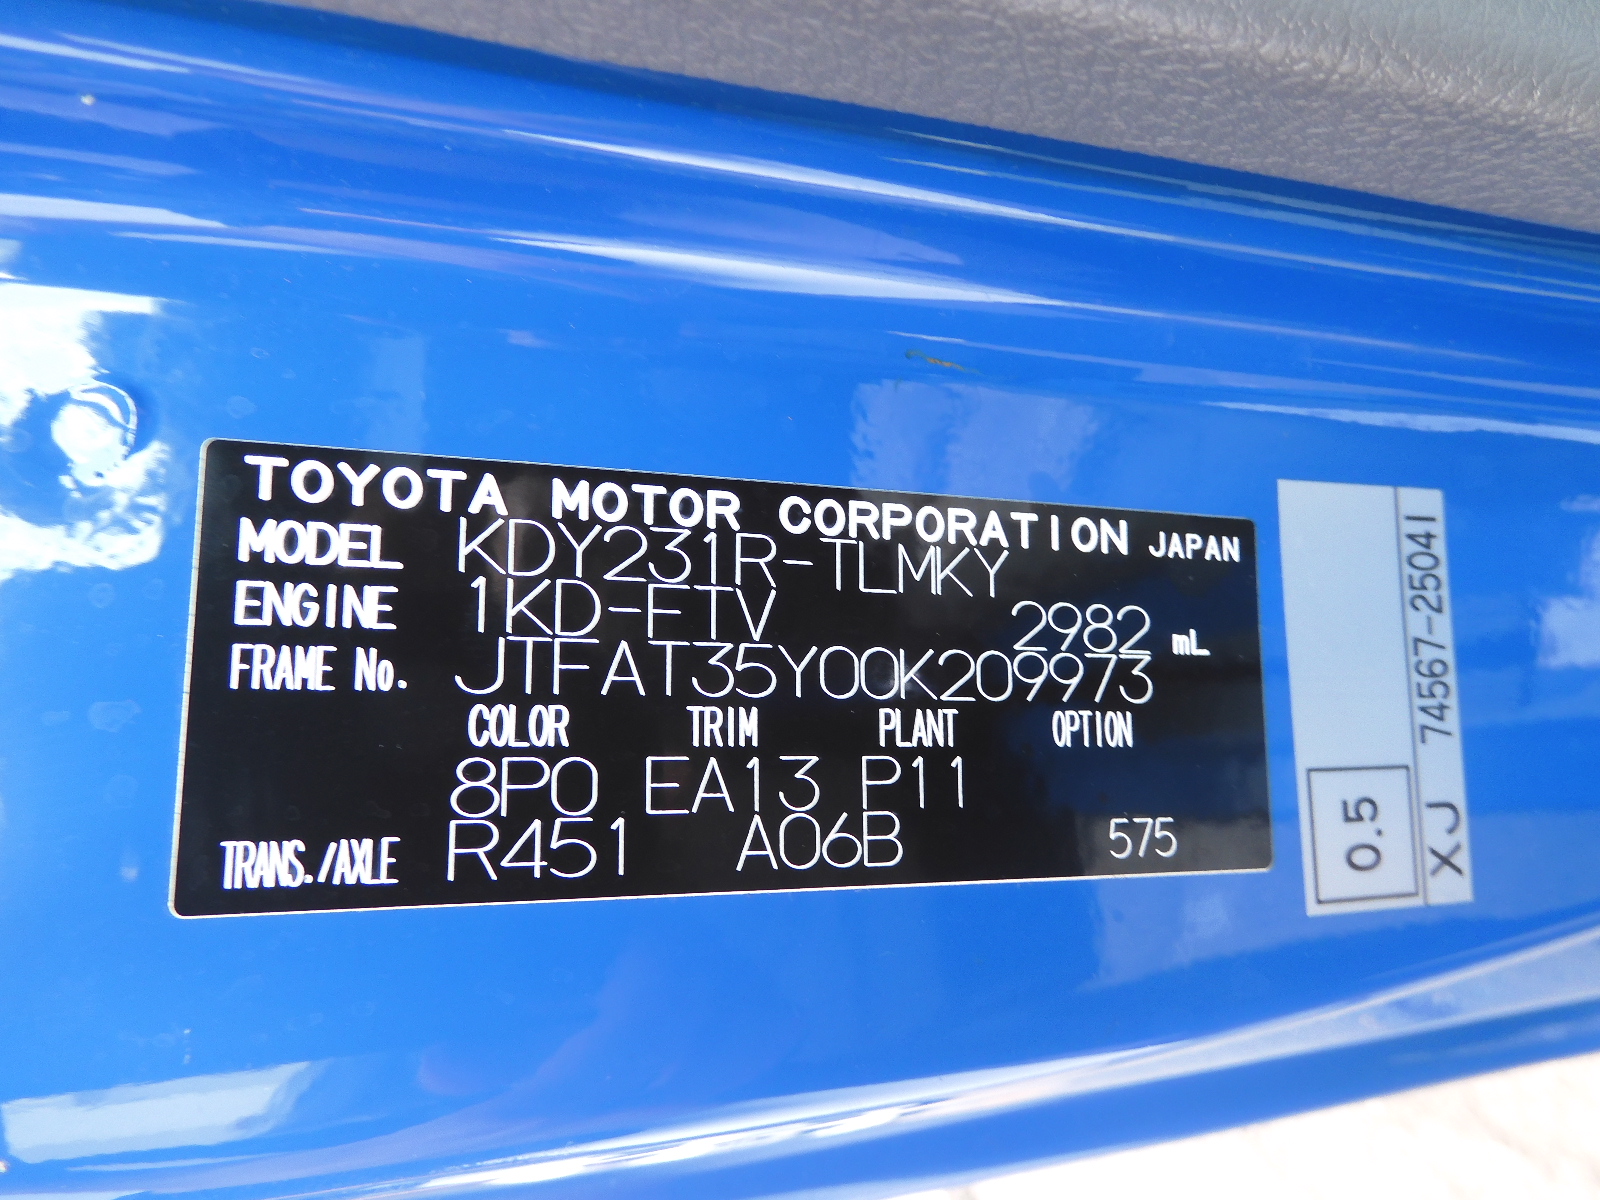 TOYOTA MOTOR CORPORATION JAPAN
MODEL KDY231R-TLMKY
ENGINE 1KD-FTV 2982 mL
FRAME No. JTFAT35Y00K209973
COLOR TRIM PLANT OPTION
8P0 EA13 P11
TRANS./AXLE R451 A06B 575
0.5
XJ 74567-25041